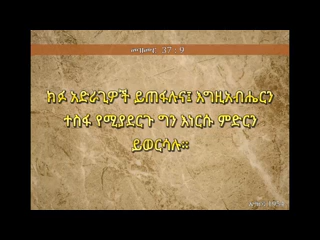 መዝሙር 37 : 9
ክፉ አድራጊዎች ይጠፋሉና፤ እግዚአብሔርን
ተስፋ የሚያደርጉ ግን እነርሱ ምድርን
ይወርሳሉ።